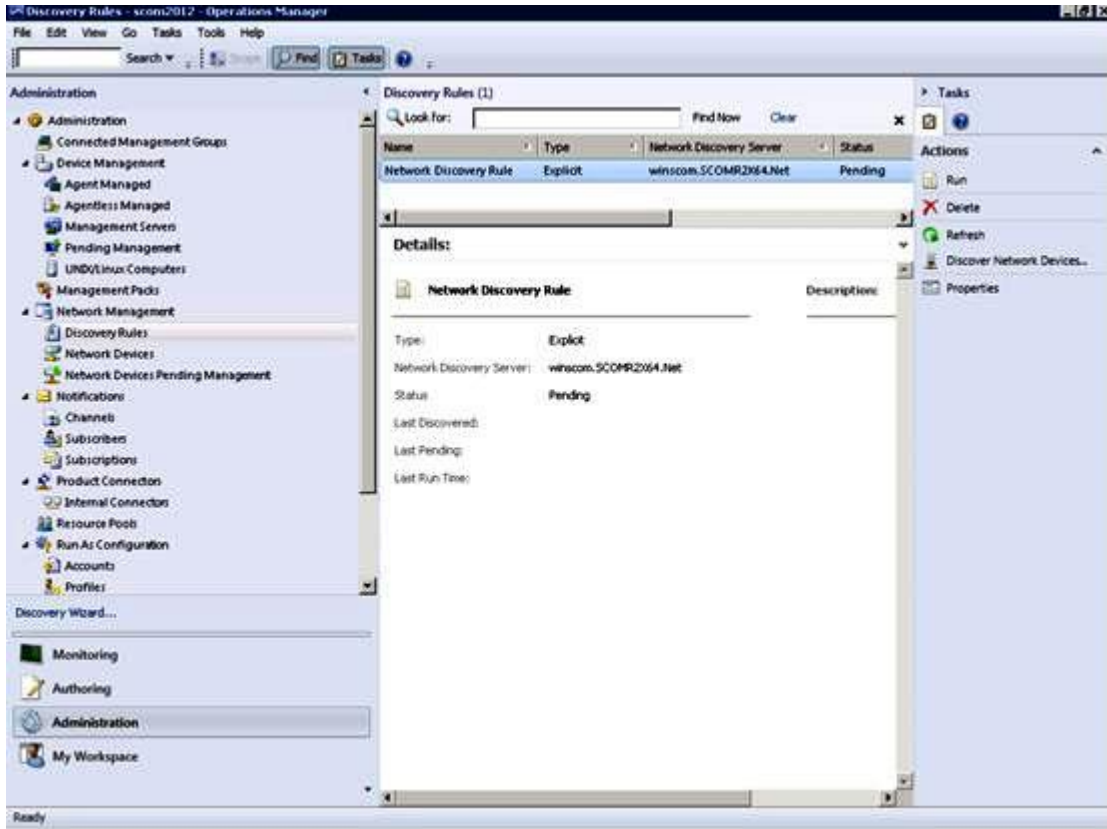 Discovery Rules - scom2012 - Operations Manager
File Edit View Go Tasks Tools Help
Search Find Tasks
Administration
Administration
Connected Management Groups
Device Management
Agent Managed
Agentless Managed
Management Servers
Pending Management
UNIX/Linux Computers
Management Packs
Network Management
Discovery Rules
Network Devices
Network Devices Pending Management
Notifications
Channels
Subscribers
Subscriptions
Product Connectors
Internal Connectors
Resource Pools
Run As Configuration
Accounts
Profiles
Discovery Wizard...
Monitoring
Authoring
Administration
My Workspace
Discovery Rules (1)
Look for: Find Now Clear
Name Type Network Discovery Server Status
Network Discovery Rule Explicit winscom.SCOMR2X64.Net Pending
Details:
Network Discovery Rule Description:
Type: Explicit
Network Discovery Server: winscom.SCOMR2X64.Net
Status Pending
Last Discovered:
Last Pending:
Last Run Time:
Tasks
Actions
Run
Delete
Refresh
Discover Network Devices...
Properties
Ready